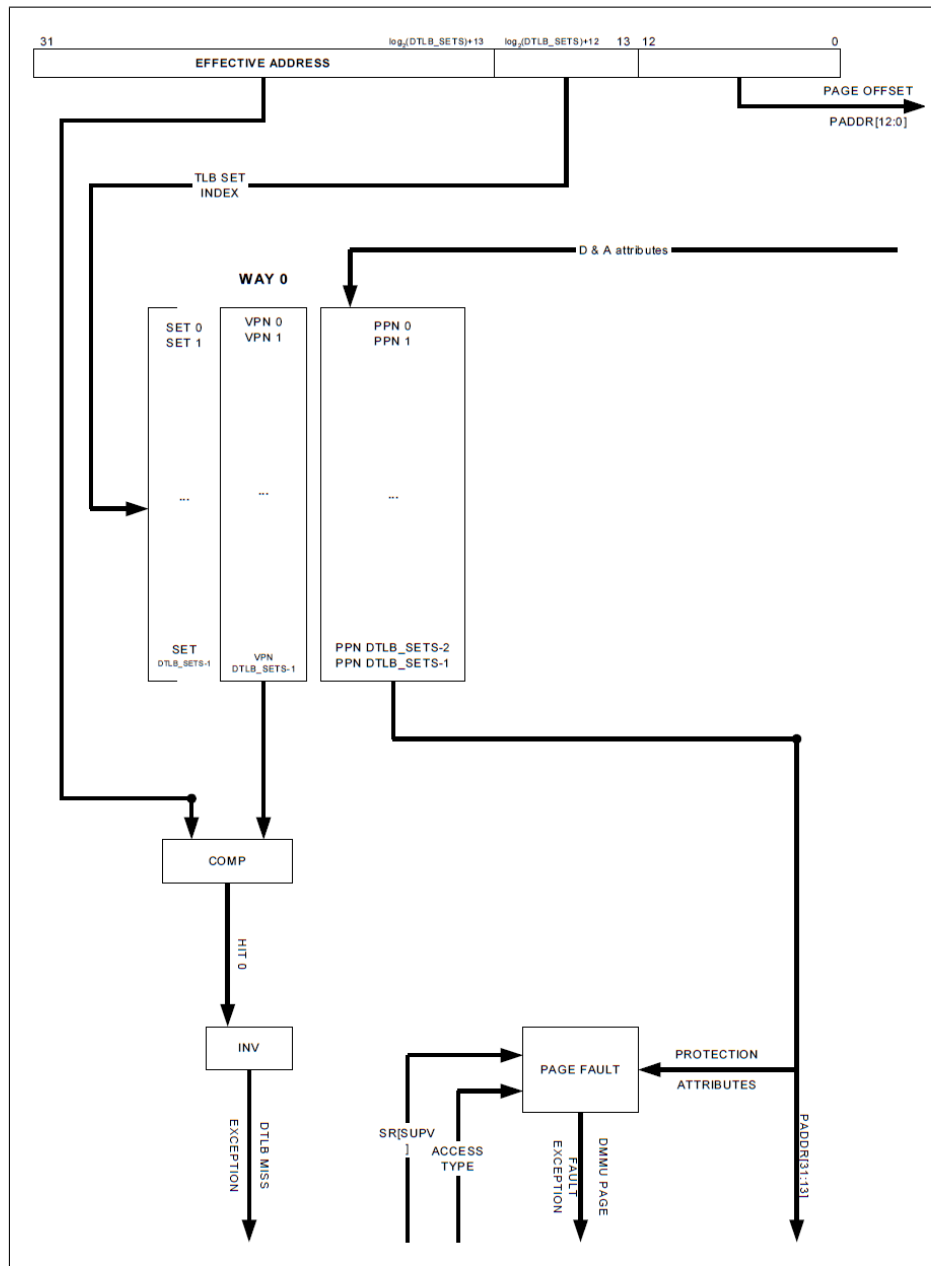 31 log2(DTLB_SETS)+13 log2(DTLB_SETS)+12 13 12 0
EFFECTIVE ADDRESS
PAGE OFFSET
PADDR[12:0]
TLB SET
INDEX
D & A attributes
WAY 0
SET 0
SET 1
...
SET
DTLB_SETS-1
VPN 0
VPN 1
...
VPN
DTLB_SETS-1
PPN 0
PPN 1
...
PPN DTLB_SETS-2
PPN DTLB_SETS-1
COMP
HIT 0
INV
DTLB MISS
EXCEPTION
PAGE FAULT
PROTECTION
ATTRIBUTES
SR[SUPV
]
ACCESS
TYPE
DMMU PAGE
FAULT
EXCEPTION
PADDR[31:13]